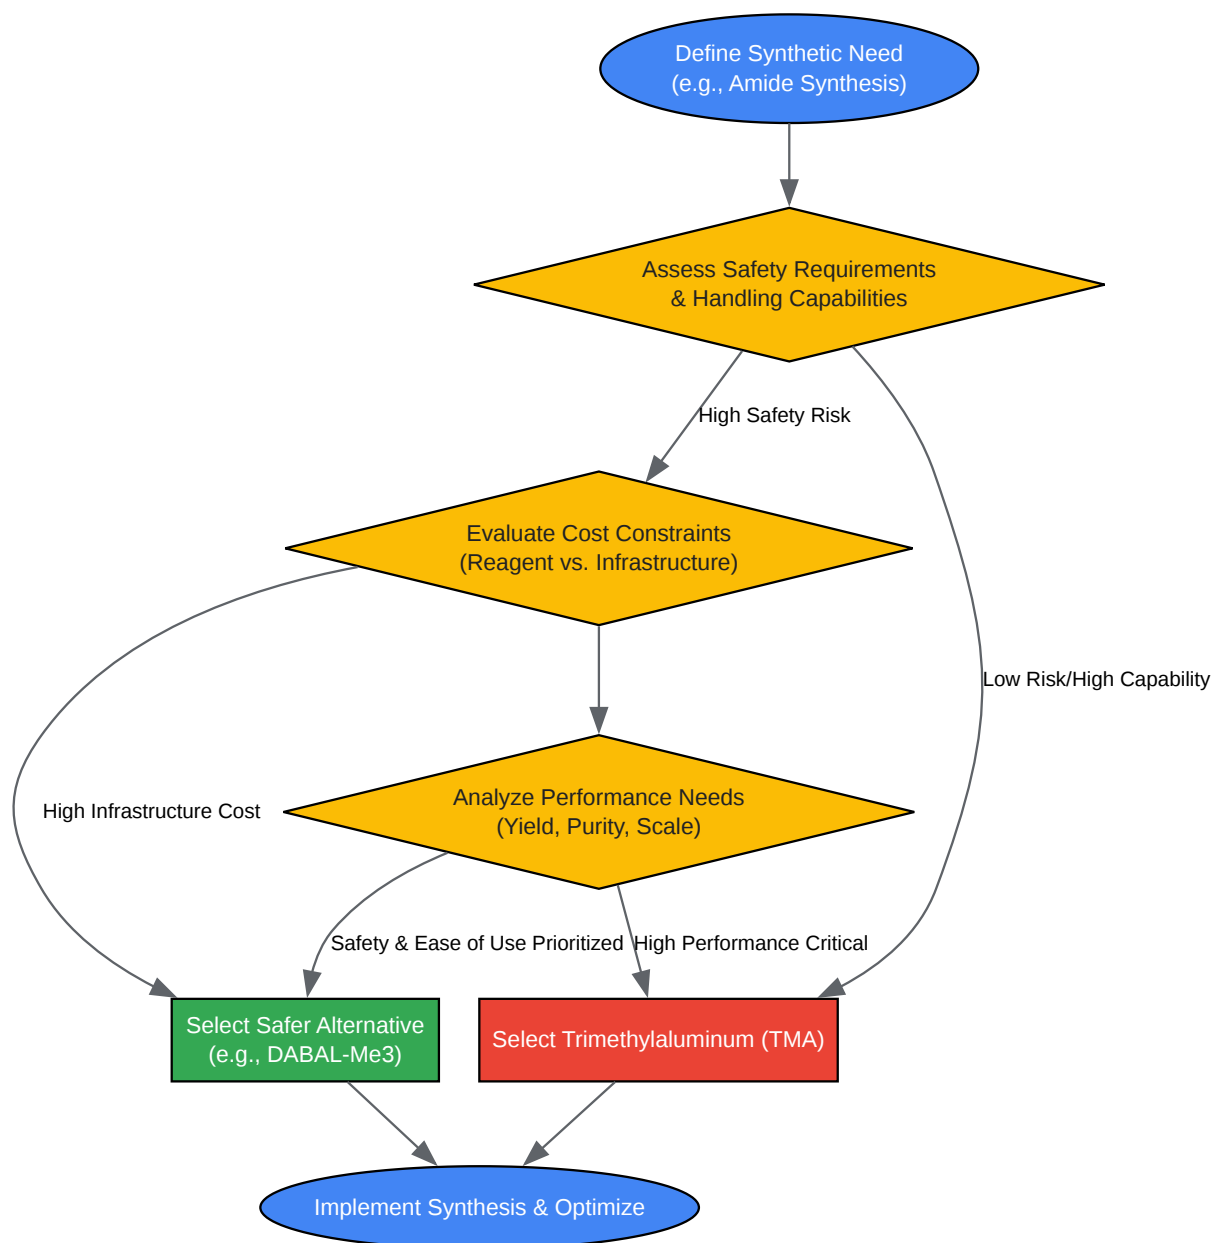 Define Synthetic Need
(e.g., Amide Synthesis)
Assess Safety Requirements
& Handling Capabilities
High Safety Risk
Evaluate Cost Constraints
(Reagent vs. Infrastructure)
Low Risk/High Capability
Analyze Performance Needs
(Yield, Purity, Scale)
High Infrastructure Cost
Safety & Ease of Use Prioritized
High Performance Critical
Select Safer Alternative
(e.g., DABAL-Me3)
Select Trimethylaluminum (TMA)
Implement Synthesis & Optimize